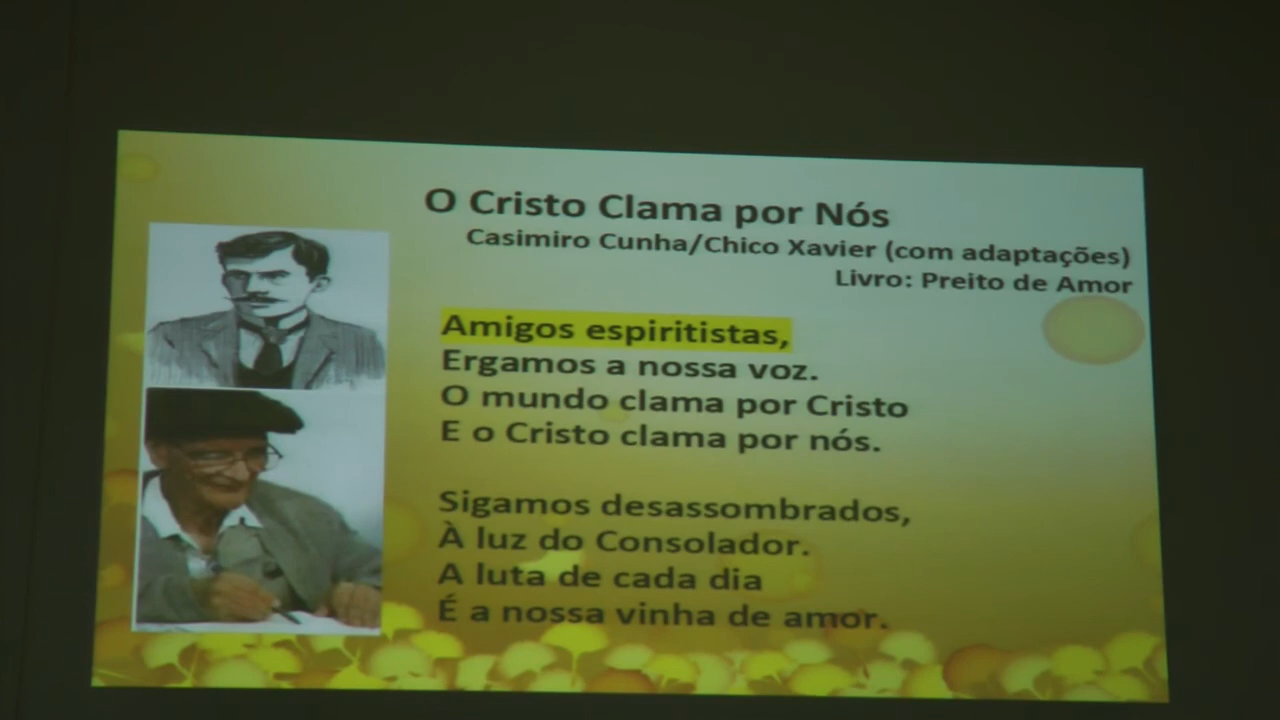 O Cristo Clama por Nós
Casimiro Cunha/Chico Xavier (com adaptações)
Livro: Preito de Amor
Amigos espiritistas,
Ergamos a nossa voz.
O mundo clama por Cristo
E o Cristo clama por nós.
Sigamos desassombrados,
À luz do Consolador.
A luta de cada dia
É a nossa vinha de amor.